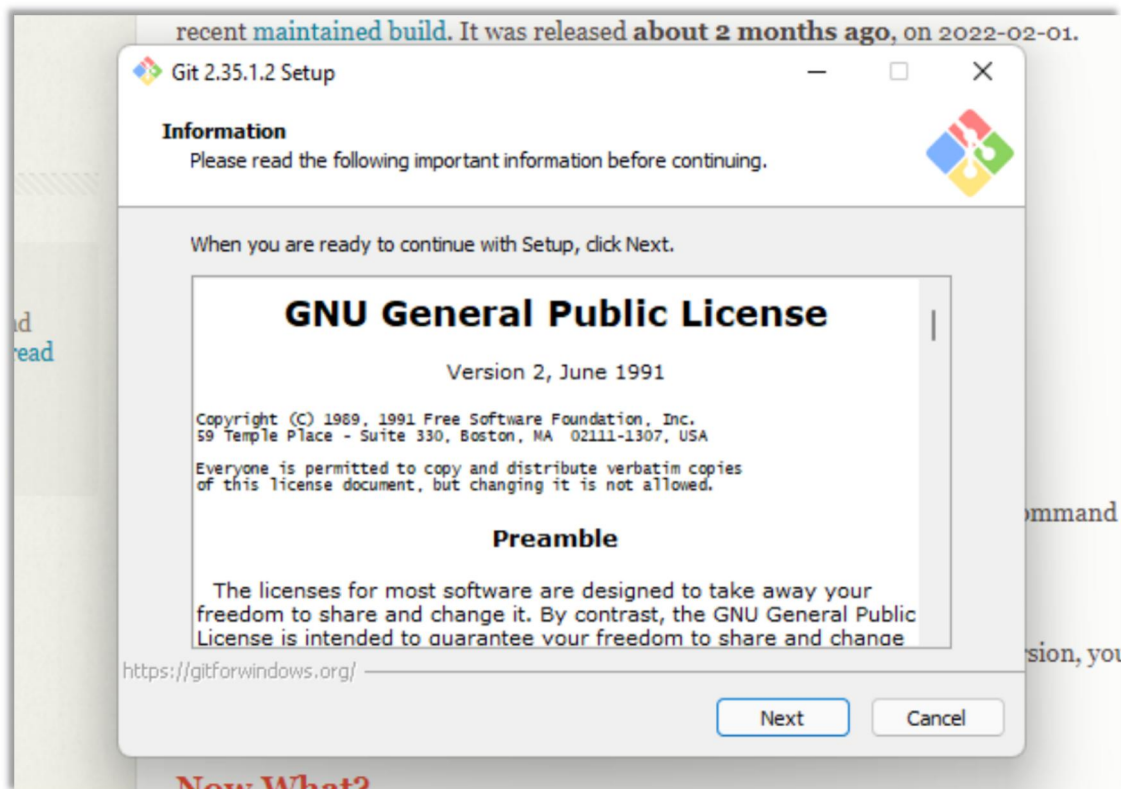 recent maintained build. It was released about 2 months ago, on 2022-02-01.
Git 2.35.1.2 Setup
Information
Please read the following important information before continuing.
When you are ready to continue with Setup, click Next.
GNU General Public License
Version 2, June 1991
Copyright (C) 1989, 1991 Free Software Foundation, Inc.
59 Temple Place - Suite 330, Boston, MA  02111-1307, USA
Everyone is permitted to copy and distribute verbatim copies
of this license document, but changing it is not allowed.
Preamble
The licenses for most software are designed to take away your
freedom to share and change it. By contrast, the GNU General Public
License is intended to guarantee your freedom to share and change
https://gitforwindows.org/
Next
Cancel
read
Now What?